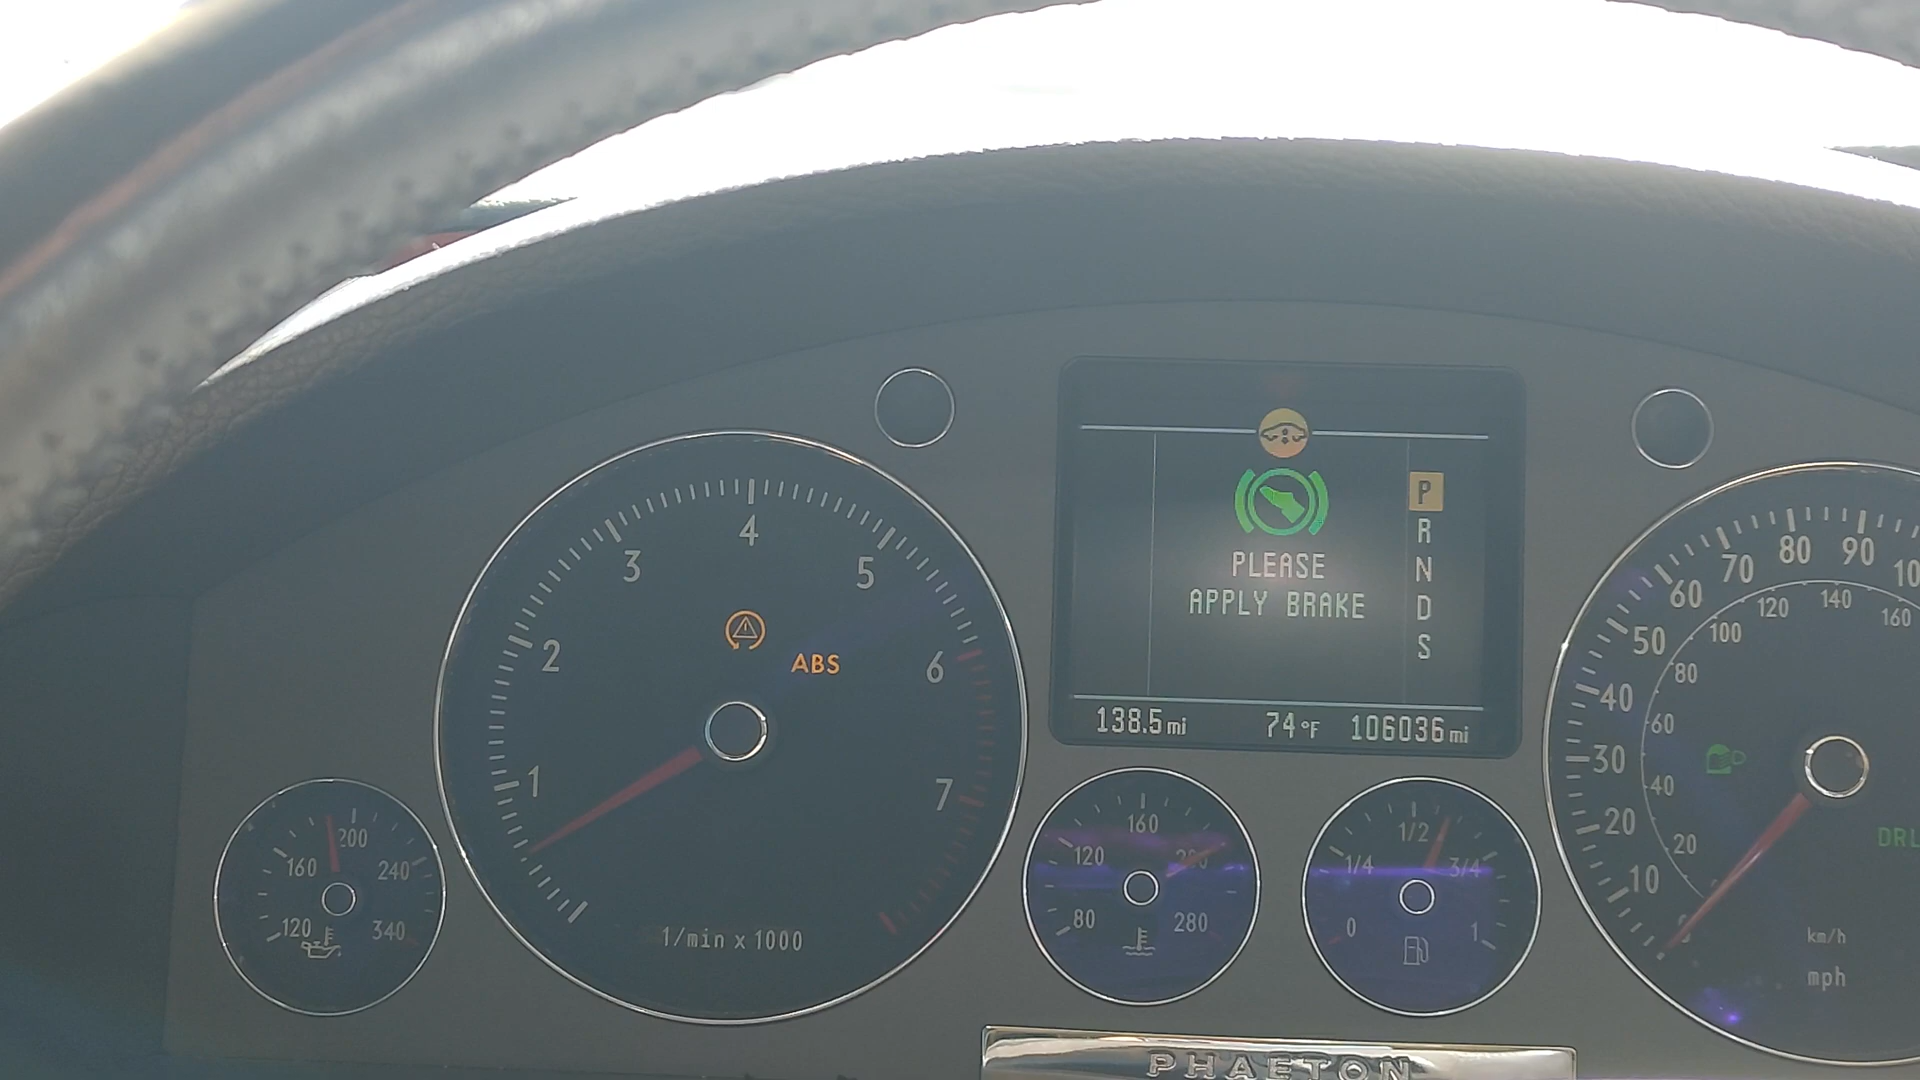 120
160
200
240
340
1
2
3
4
5
6
7
ABS
1/min x 1000
PLEASE
APPLY BRAKE
P
R
N
D
S
138.5 mi 74°F 106036 mi
80
120
160
280
0
1/4
1/2
3/4
1
10
20
30
40
50
60
70
80
90
20
40
60
80
100
120
140
160
DRL
km/h
mph
PHAETON